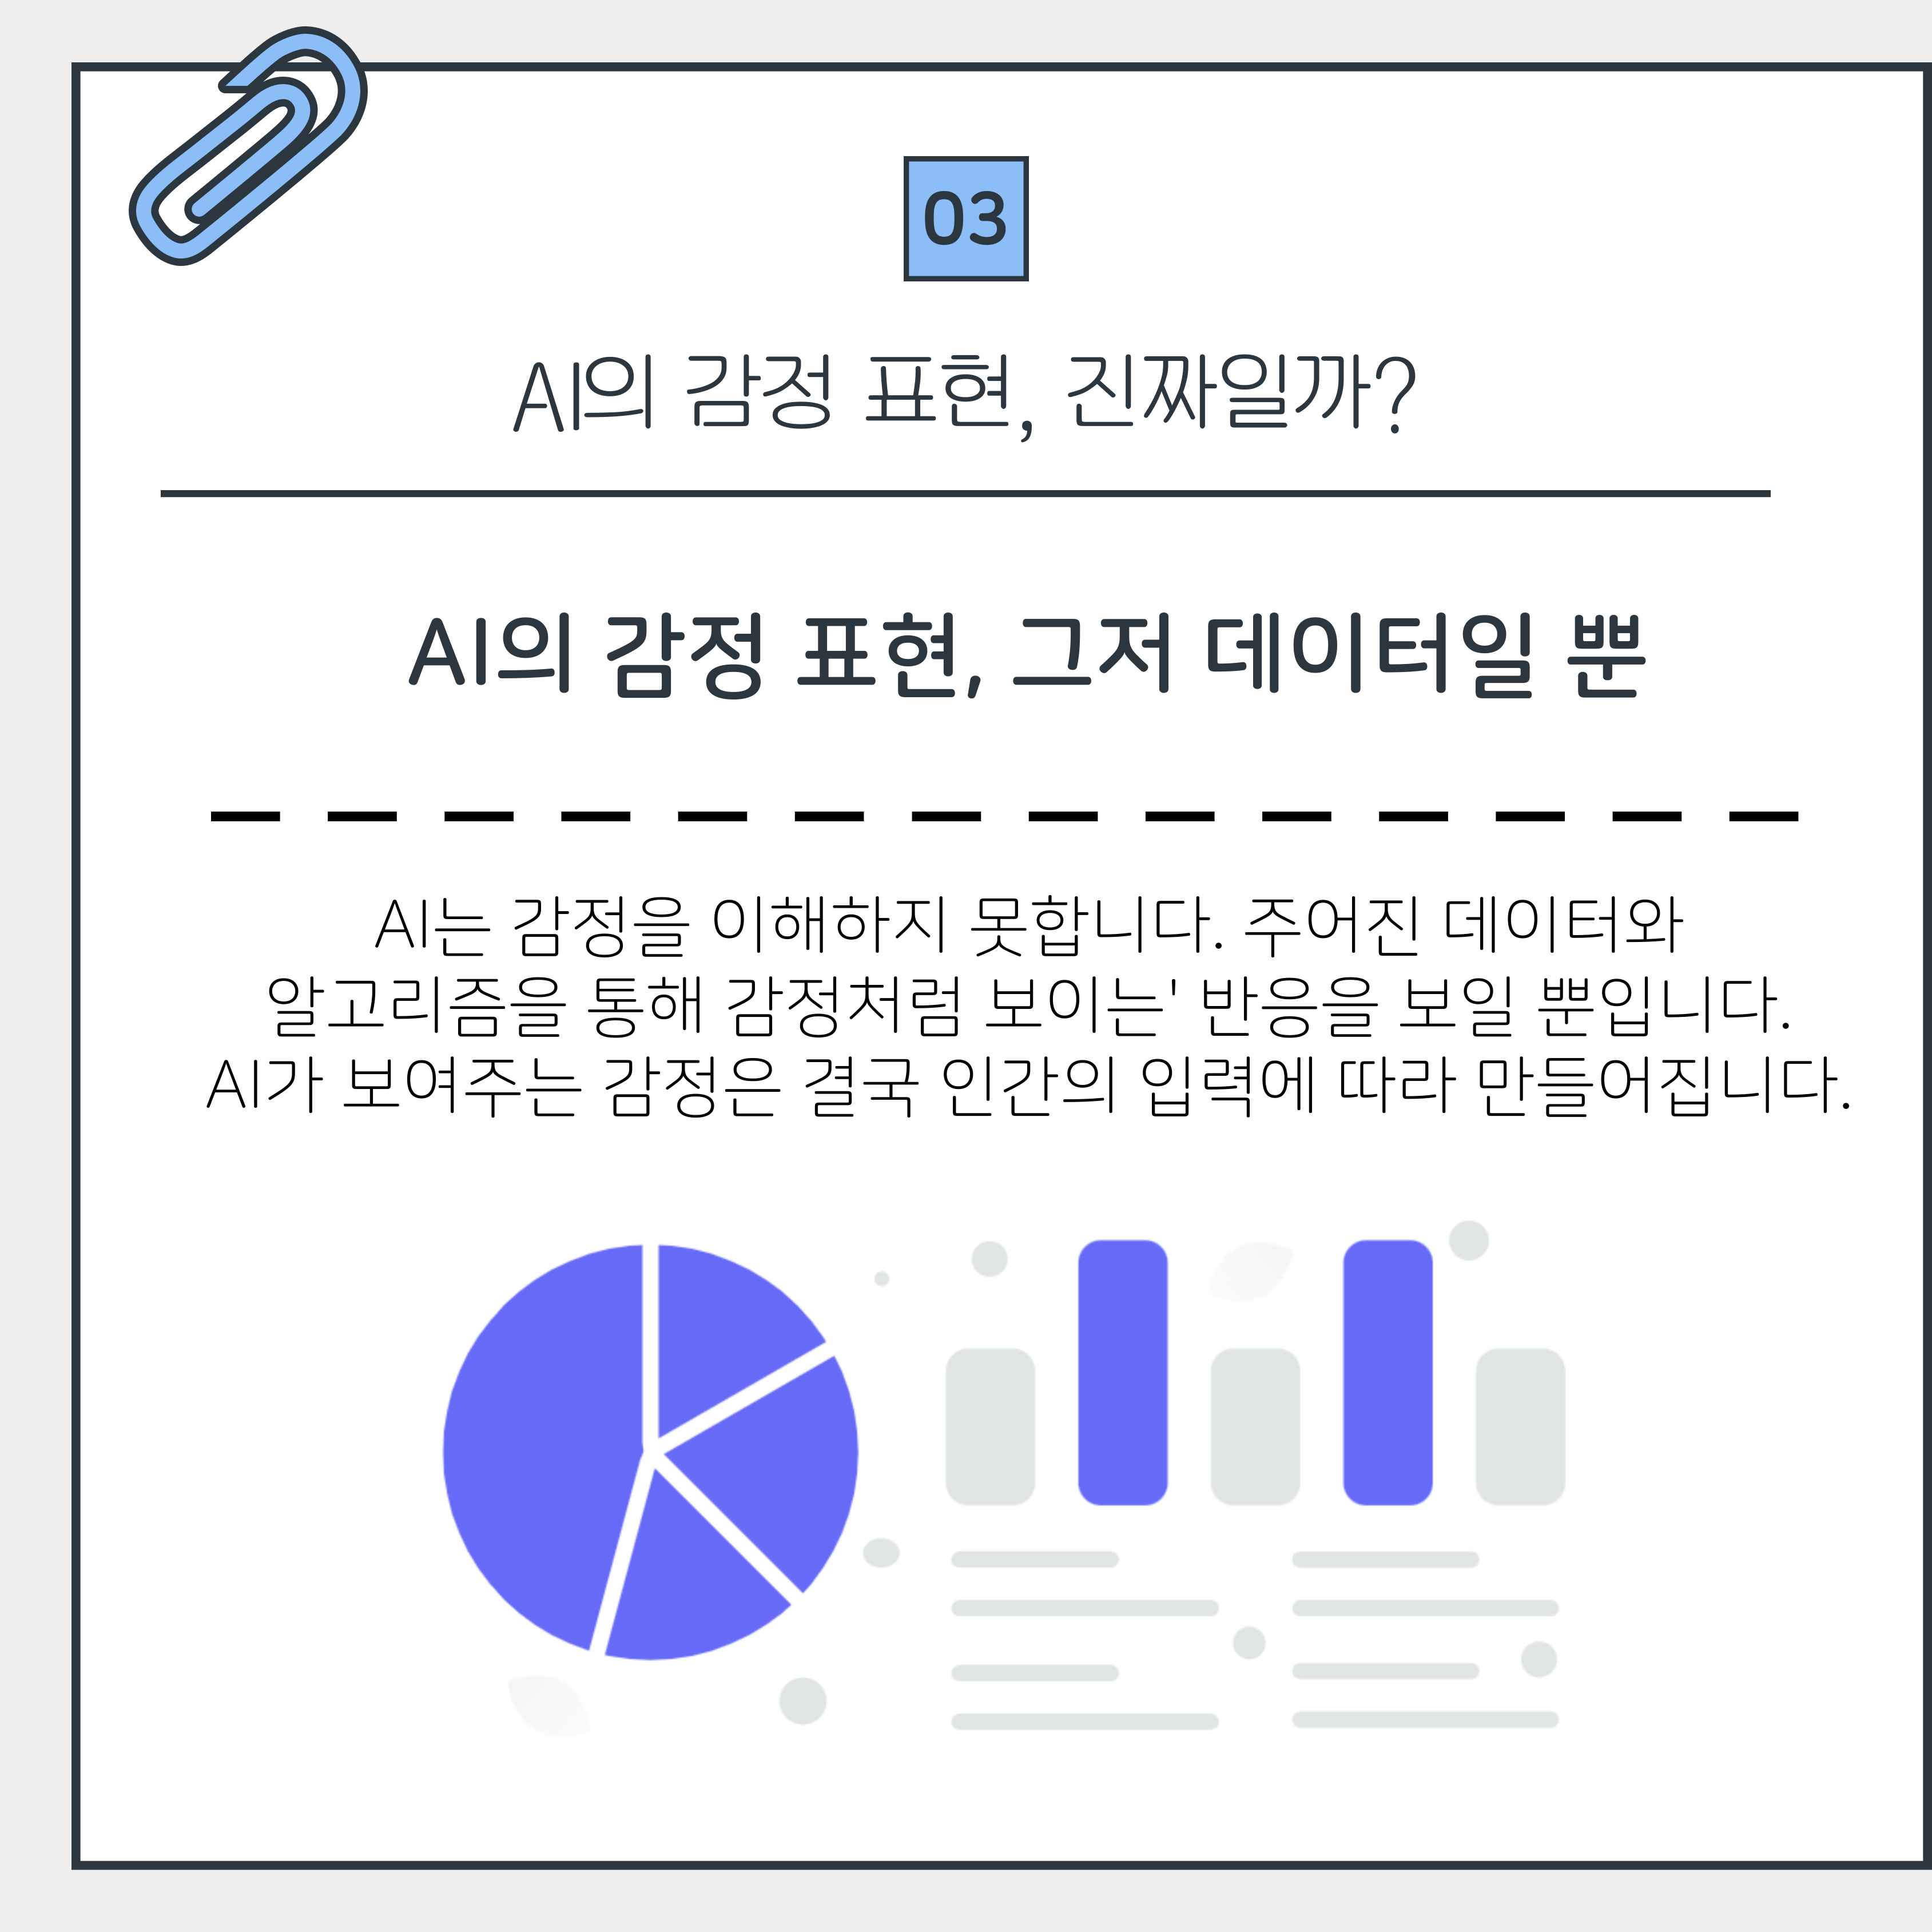 03
AI의 감정 표현, 진짜일까?
AI의 감정 표현, 그저 데이터일 뿐
AI는 감정을 이해하지 못합니다. 주어진 데이터와
알고리즘을 통해 감정처럼 보이는' 반응을 보일 뿐입니다.
AI가 보여주는 감정은 결국 인간의 입력에 따라 만들어집니다.